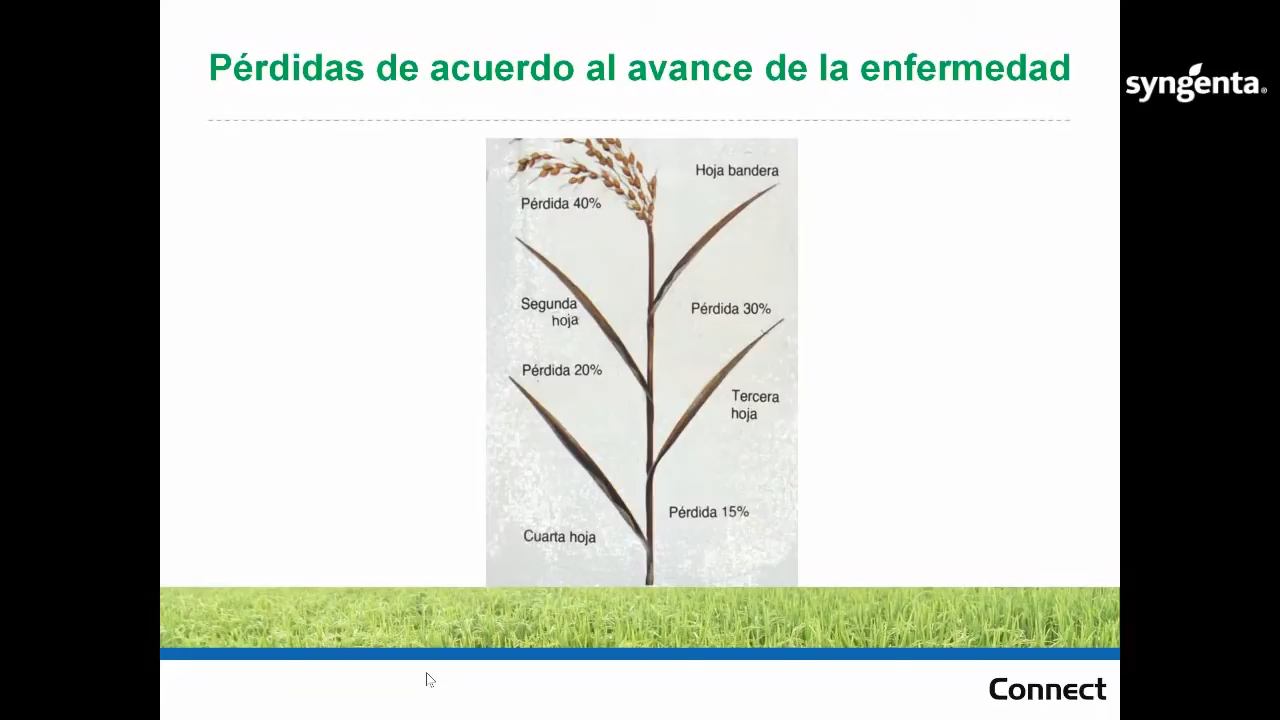 Pérdidas de acuerdo al avance de la enfermedad
syngenta®
Hoja bandera
Pérdida 40%
Segunda
hoja
Pérdida 30%
Pérdida 20%
Tercera
hoja
Pérdida 15%
Cuarta hoja
Connect